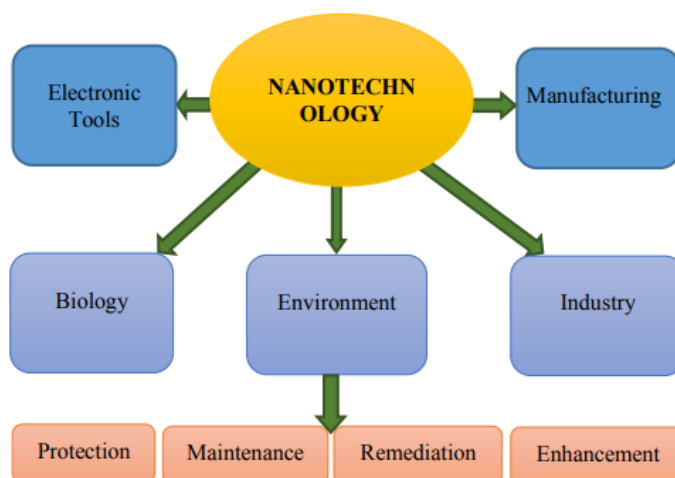 NANOTECHN
OLOGY
Electronic
Tools
Manufacturing
Biology
Environment
Industry
Protection
Maintenance
Remediation
Enhancement